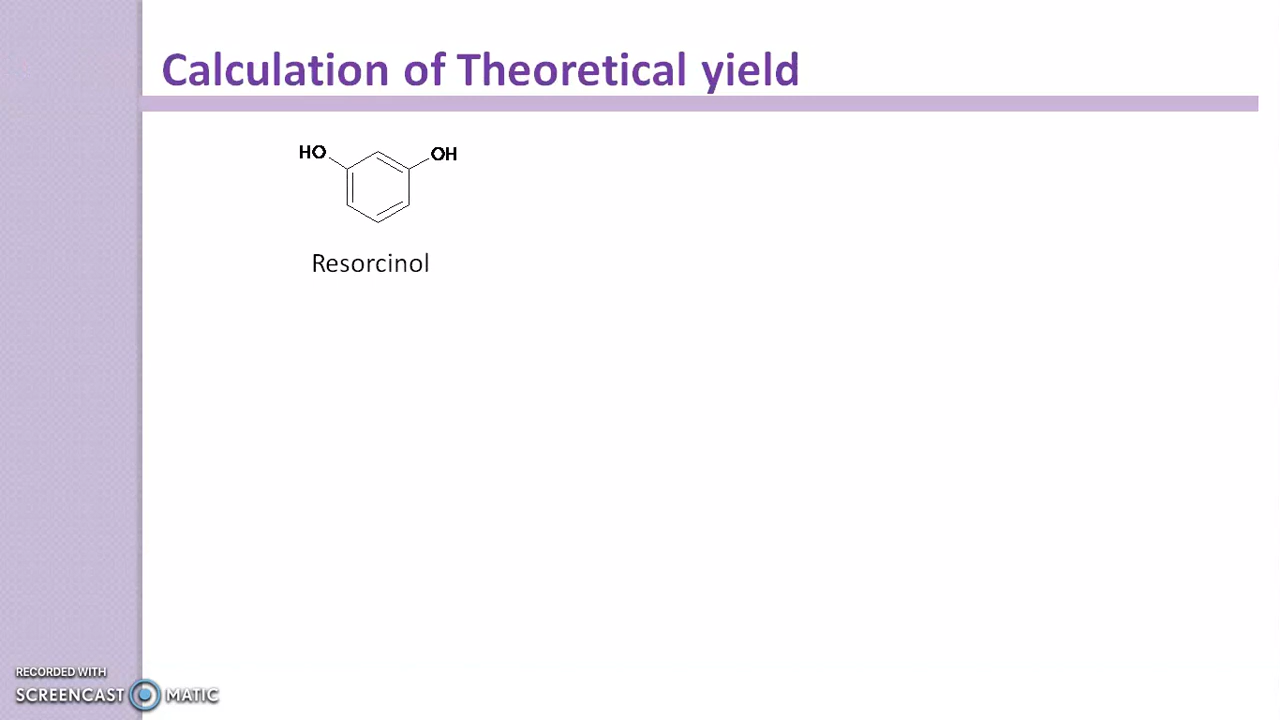 Calculation of Theoretical yield
HO
OH
Resorcinol
RECORDED WITH
SCREENCAST MATIC